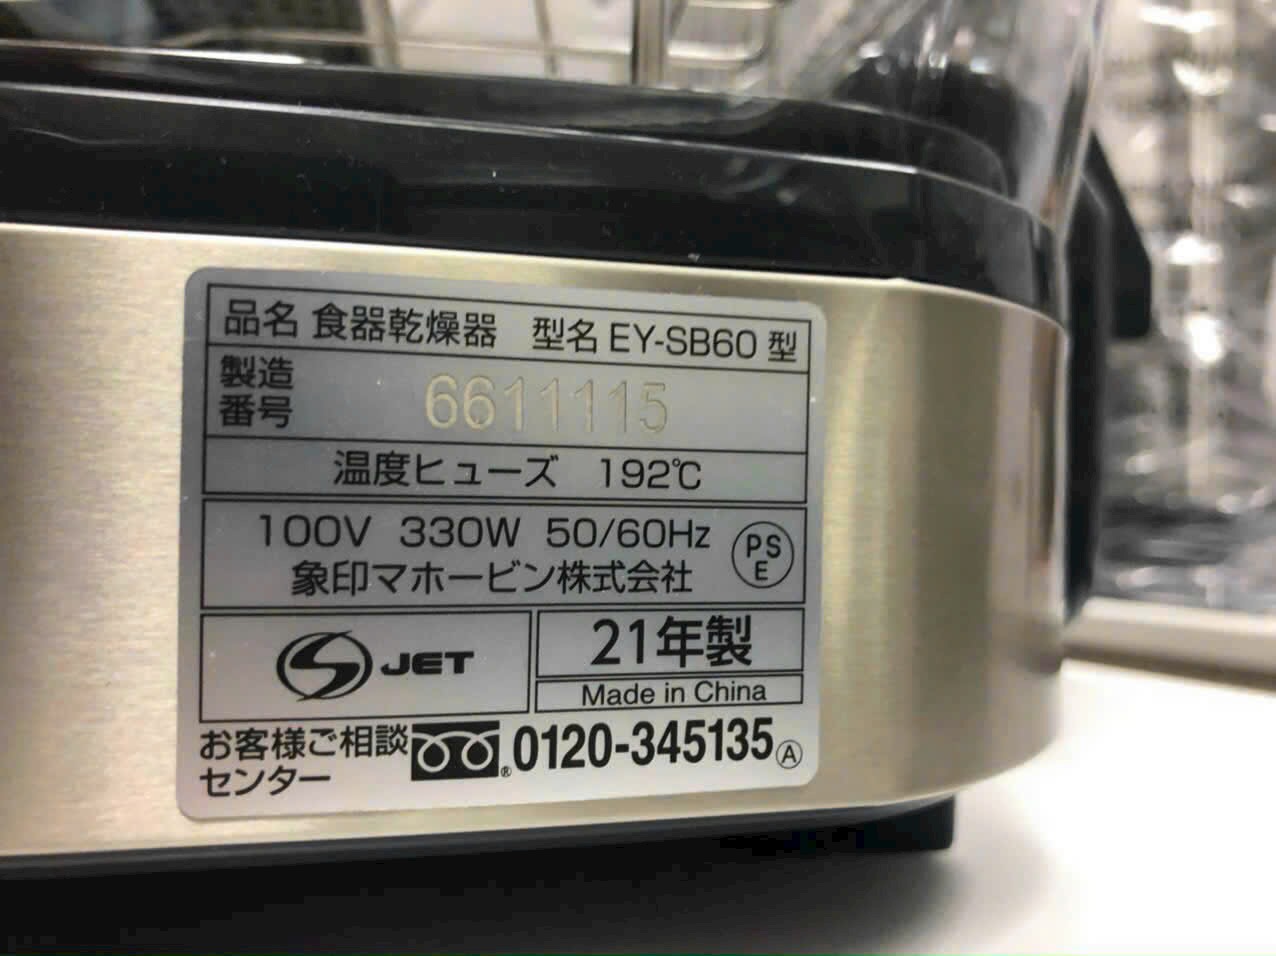 品名 食器乾燥器 型名 EY-SB60 型
製造番号 6611115
温度ヒューズ 192℃
100V 330W 50/60Hz
象印マホービン株式会社
PS
E
S JET
21年製
Made in China
お客様ご相談センター 0120-345135 Ⓐ